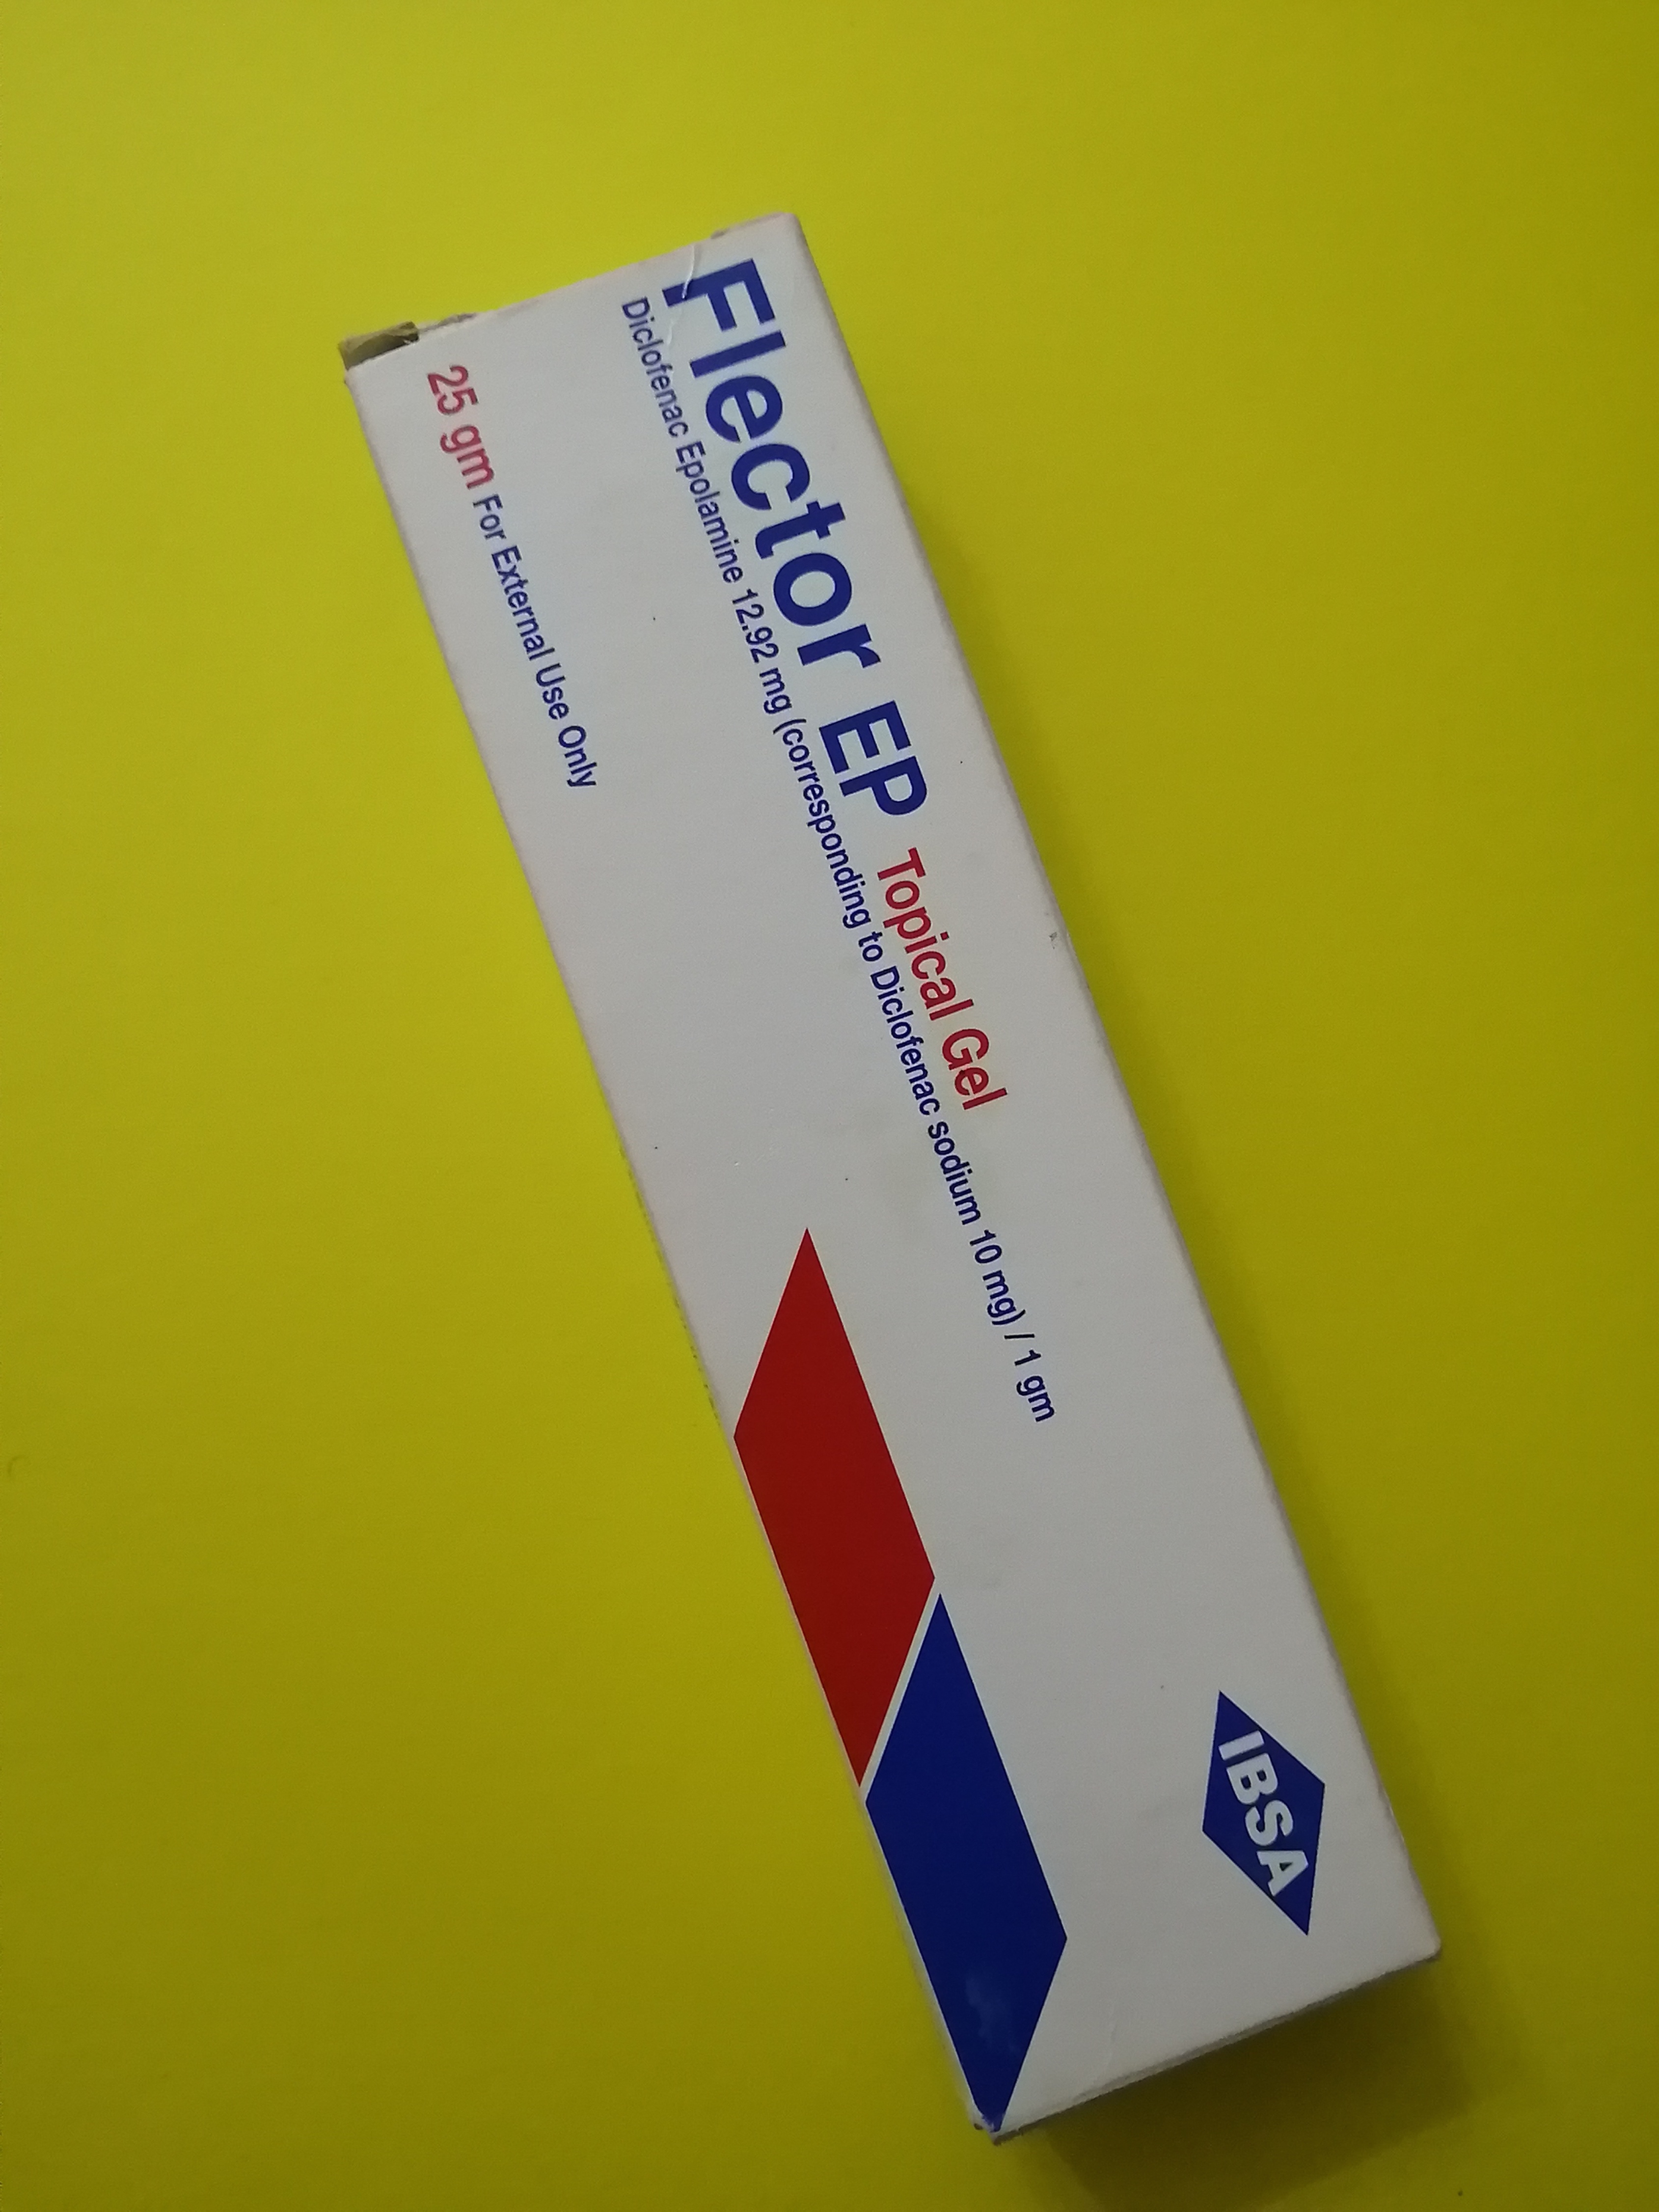 Flector EP Topical Gel
Diclofenac Epolamine 12.92 mg (corresponding to Diclofenac sodium 10 mg) / 1 gm
25 gm For External Use Only
IBSA